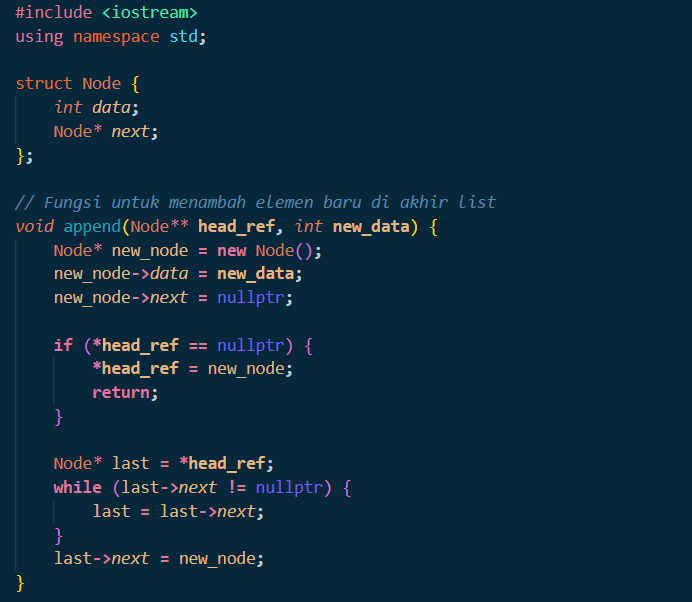 #include <iostream>
using namespace std;
struct Node {
    int data;
    Node* next;
};
// Fungsi untuk menambah elemen baru di akhir list
void append(Node** head_ref, int new_data) {
    Node* new_node = new Node();
    new_node->data = new_data;
    new_node->next = nullptr;
    if (*head_ref == nullptr) {
        *head_ref = new_node;
        return;
    }
    Node* last = *head_ref;
    while (last->next != nullptr) {
        last = last->next;
    }
    last->next = new_node;
}